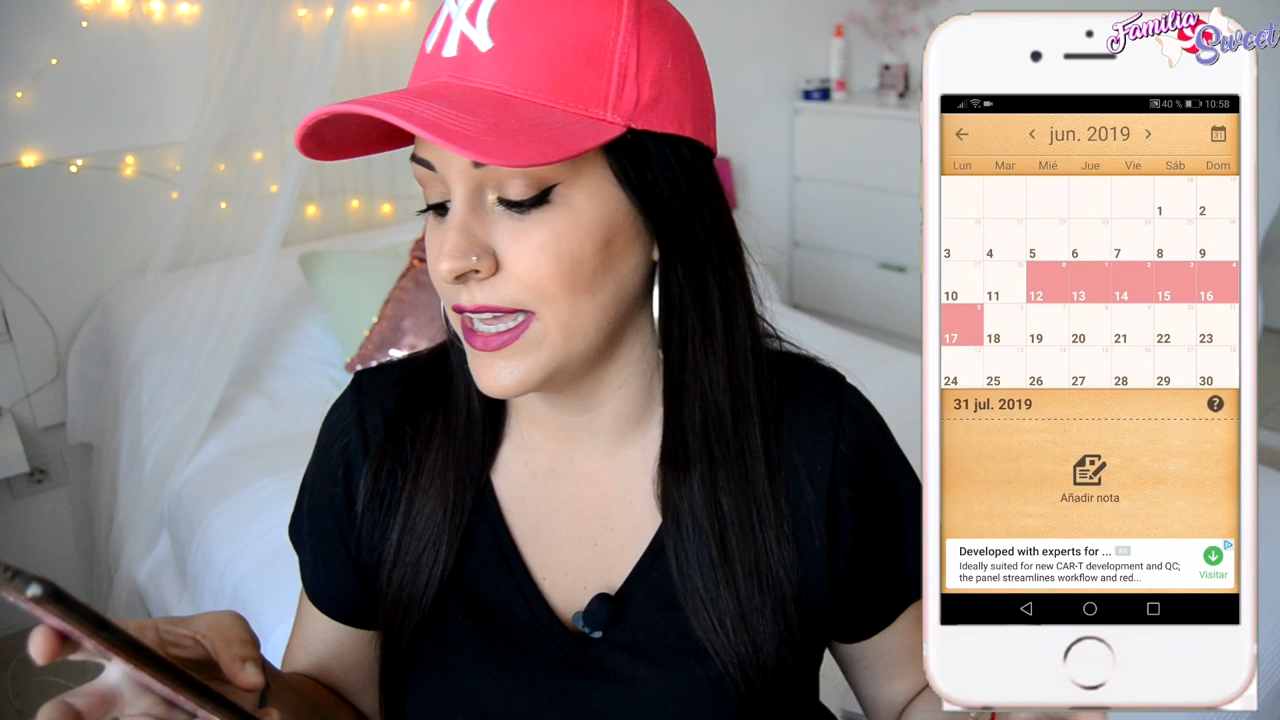 NY
Familia
Sweet
40 % 10:58
jun. 2019
31
Lun Mar Mié Jue Vie Sáb Dom
1 2
3 4 5 6 7 8 9
10 11 12 13 14 15 16
17 18 19 20 21 22 23
24 25 26 27 28 29 30
31 jul. 2019 ?
Añadir nota
Developed with experts for ... AD
Ideally suited for new CAR-T development and QC;
the panel streamlines workflow and red...
Visitar